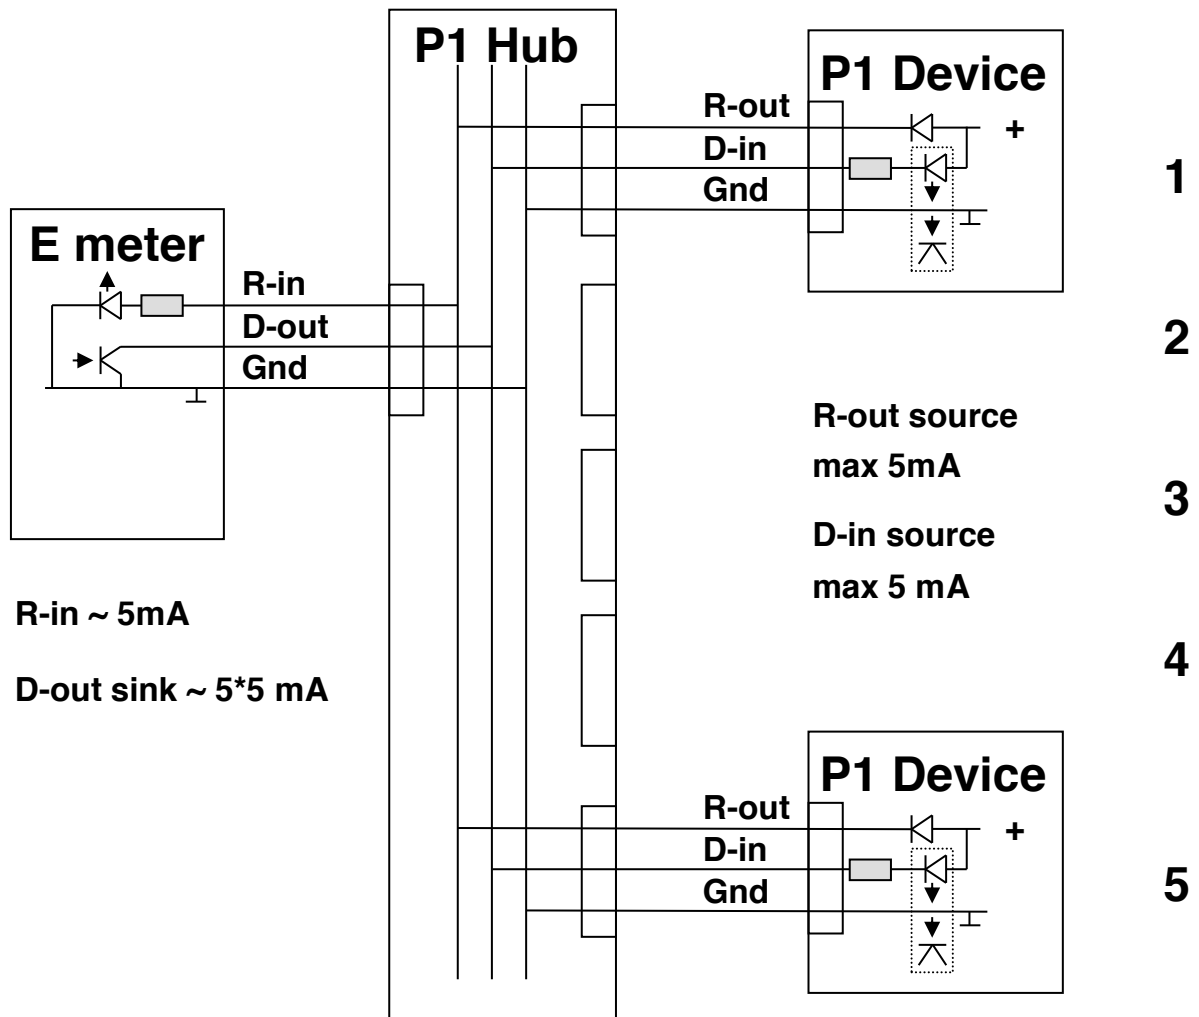 P1 Hub
P1 Device
R-out
+
D-in
Gnd
1
E meter
R-in
D-out
Gnd
2
R-out source
max 5mA
3
D-in source
max 5 mA
R-in ~ 5mA
4
D-out sink ~ 5*5 mA
P1 Device
R-out
+
D-in
Gnd
5